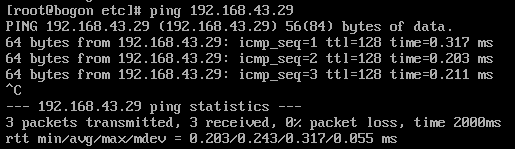 [root@bogon etc]# ping 192.168.43.29
PING 192.168.43.29 (192.168.43.29) 56(84) bytes of data.
64 bytes from 192.168.43.29: icmp_seq=1 ttl=128 time=0.317 ms
64 bytes from 192.168.43.29: icmp_seq=2 ttl=128 time=0.203 ms
64 bytes from 192.168.43.29: icmp_seq=3 ttl=128 time=0.211 ms
^C
--- 192.168.43.29 ping statistics ---
3 packets transmitted, 3 received, 0% packet loss, time 2000ms
rtt min/avg/max/mdev = 0.203/0.243/0.317/0.055 ms